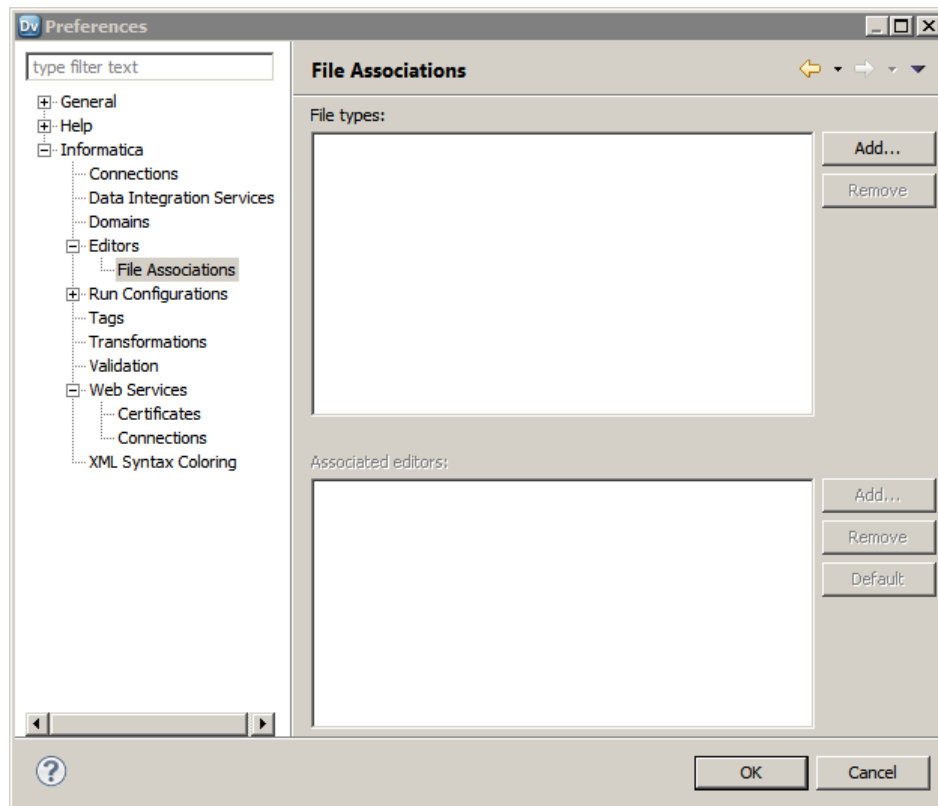 Dv Preferences
type filter text
General
Help
Informatica
Connections
Data Integration Services
Domains
Editors
File Associations
Run Configurations
Tags
Transformations
Validation
Web Services
Certificates
Connections
XML Syntax Coloring
File Associations
File types:
Add...
Remove
Associated editors:
Add...
Remove
Default
?
OK
Cancel